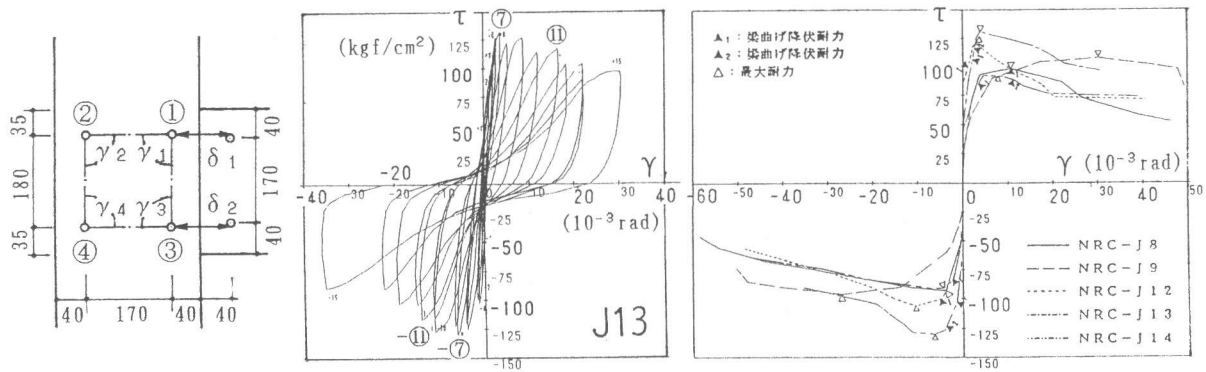 ② ① γ₂ γ₁ δ₁
④ ③ γ₄ γ₃ δ₂
35 180 35
40 170 40
40 170 40 40
τ
(kgf/cm²)
⑦
⑪
125
100
75
50
25
γ
-40 -20 20 30 40
(10⁻³rad)
-25
-50
-75
-100
-125
-150
-⑪
-⑦
J13
τ
▲₁：梁曲げ降伏耐力
▲₂：梁曲げ降伏耐力
△：最大耐力
125
100
75
50
25
γ (10⁻³rad)
-60 -50 -40 -30 -20 -10 0 10 20 30 40 50
-25
-50
-75
-100
-125
-150
NRC-J8
NRC-J9
NRC-J12
NRC-J13
NRC-J14